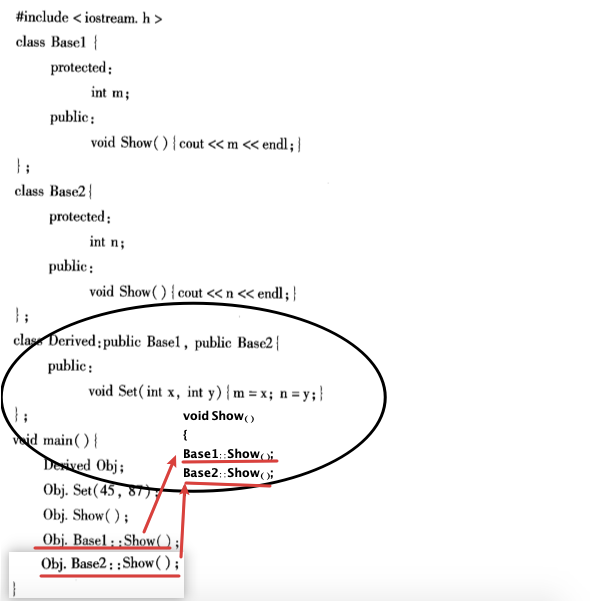 #include < iostream. h >
class Base1 {
protected:
int m;
public:
void Show( ) { cout << m << endl; }
};
class Base2{
protected:
int n;
public:
void Show( ) { cout << n << endl; }
};
class Derived:public Base1, public Base2{
public:
void Set(int x, int y) { m = x; n = y; }
};
void Show()
{
Base1::Show();
Base2::Show();
void main( ) {
Derived Obj;
Obj. Set(45, 87);
Obj. Show( );
Obj. Base1::Show( );
Obj. Base2::Show( );
}